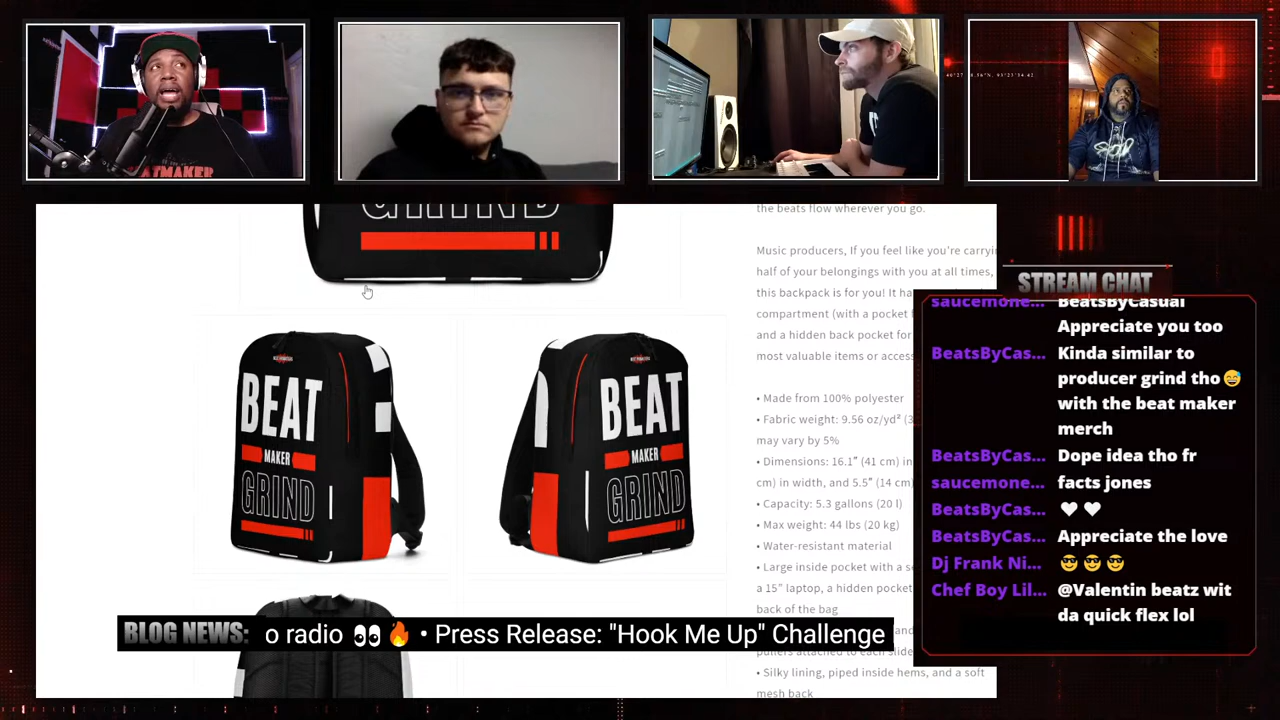 GRIND
BEAT
MAKER
GRIND
BEAT
MAKER
GRIND
the beats flow wherever you go.
Music producers, If you feel like you're
half of your belongings with you at all times,
this backpack is for you! It
compartment (with a pocket
and a hidden back pocket for
most valuable items or
• Made from 100% polyester
• Fabric weight: 9.56 oz/yd²
may vary by 5%
• Dimensions: 16.1" (41 cm) in
cm) in width, and 5.5" (14 cm)
• Capacity: 5.3 gallons (20 l)
• Max weight: 44 lbs (20 kg)
• Water-resistant material
• Large inside pocket with a
a 15" laptop, a hidden pocket
back of the bag
• Silky lining, piped inside hems, and a soft
mesh back
STREAM CHAT
saucemone... BeatsByCasual
Appreciate you too
BeatsByCas... Kinda similar to
producer grind tho😅
with the beat maker
merch
BeatsByCas... Dope idea tho fr
saucemone... facts jones
BeatsByCas... 🤍 🤍
BeatsByCas... Appreciate the love
Dj Frank Ni... 😎 😎 😎
Chef Boy Lil... @Valentin beatz wit
da quick flex lol
BLOG NEWS: o radio 👀🔥 • Press Release: "Hook Me Up" Challenge